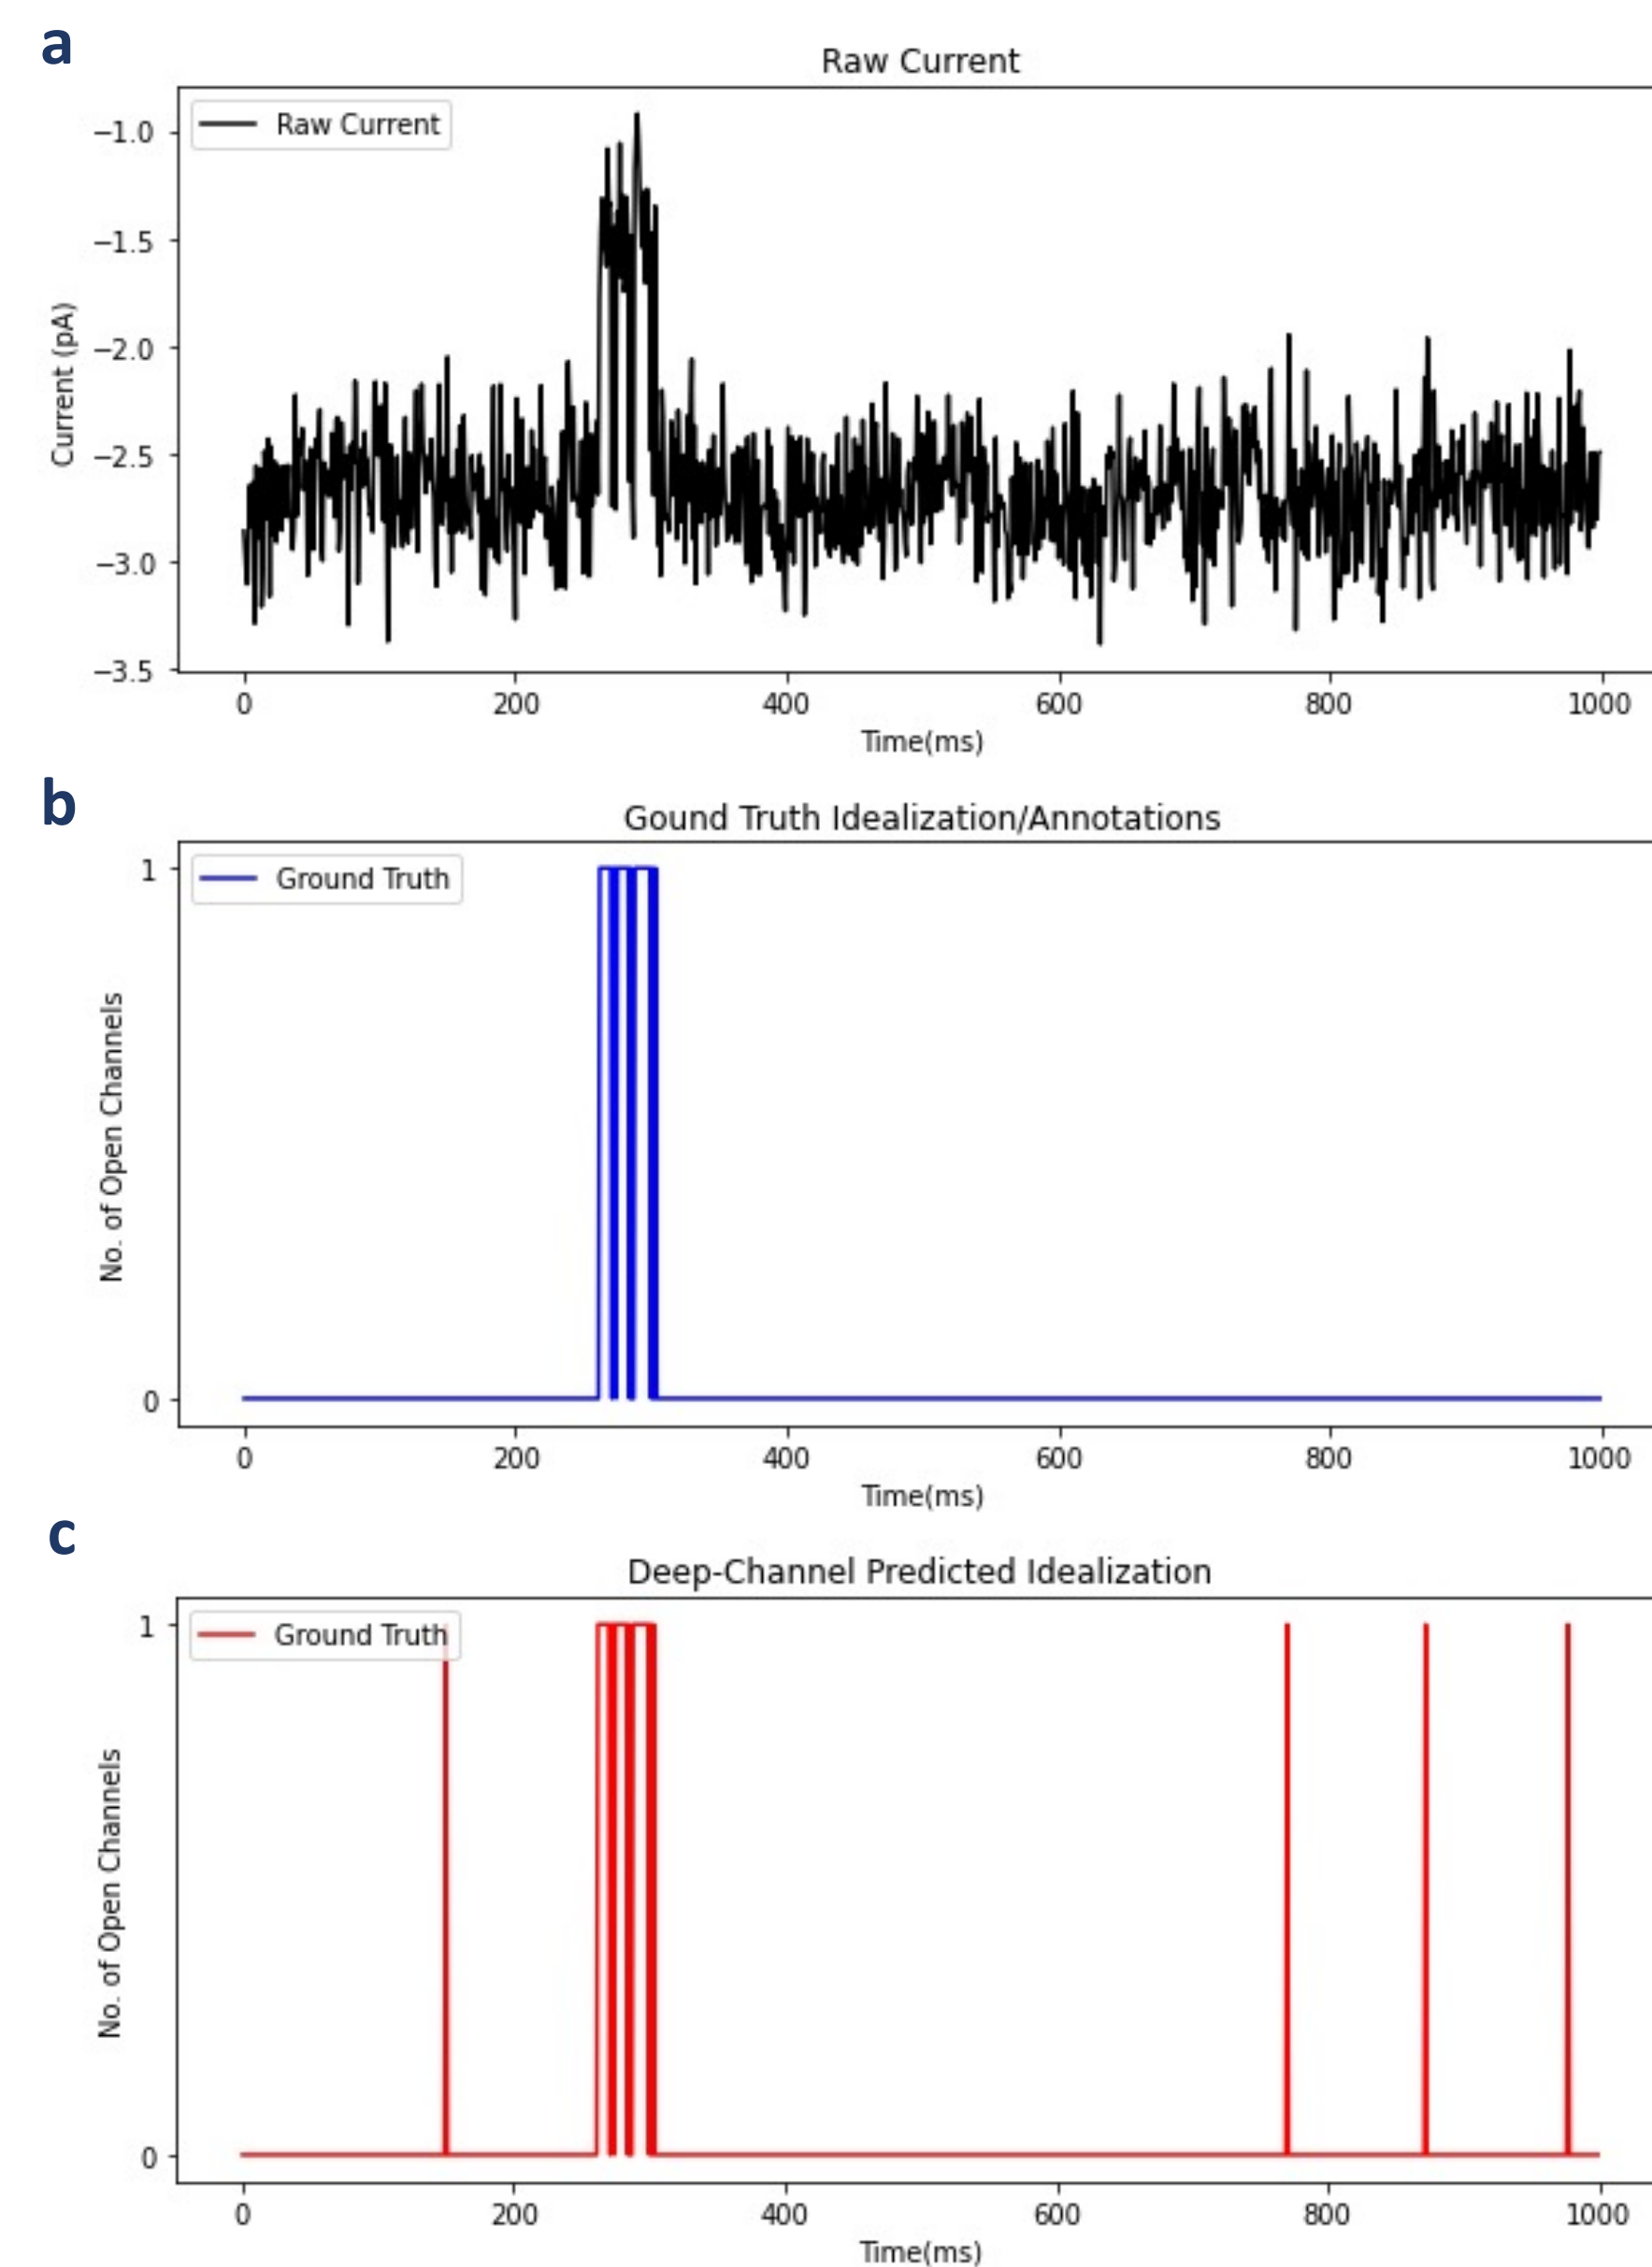 a
Raw Current
Raw Current
−1.0
−1.5
−2.0
−2.5
−3.0
−3.5
Current (pA)
0 200 400 600 800 1000
Time(ms)
b
Gound Truth Idealization/Annotations
Ground Truth
1
0
No. of Open Channels
0 200 400 600 800 1000
Time(ms)
c
Deep-Channel Predicted Idealization
Ground Truth
1
0
No. of Open Channels
0 200 400 600 800 1000
Time(ms)